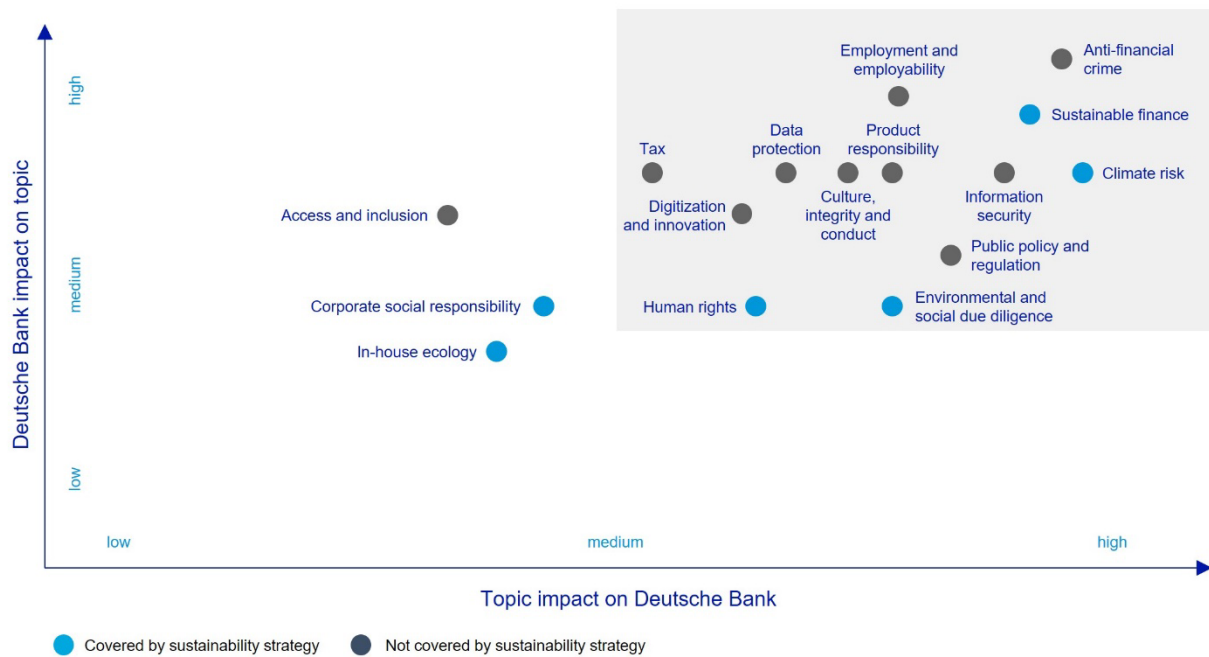 Deutsche Bank impact on topic
high
medium
low
Employment and
employability
Anti-financial
crime
Sustainable finance
Tax
Data
protection
Product
responsibility
Climate risk
Access and inclusion
Digitization
and innovation
Culture,
integrity and
conduct
Information
security
Public policy and
regulation
Corporate social responsibility
Human rights
Environmental and
social due diligence
In-house ecology
low
medium
high
Topic impact on Deutsche Bank
Covered by sustainability strategy
Not covered by sustainability strategy